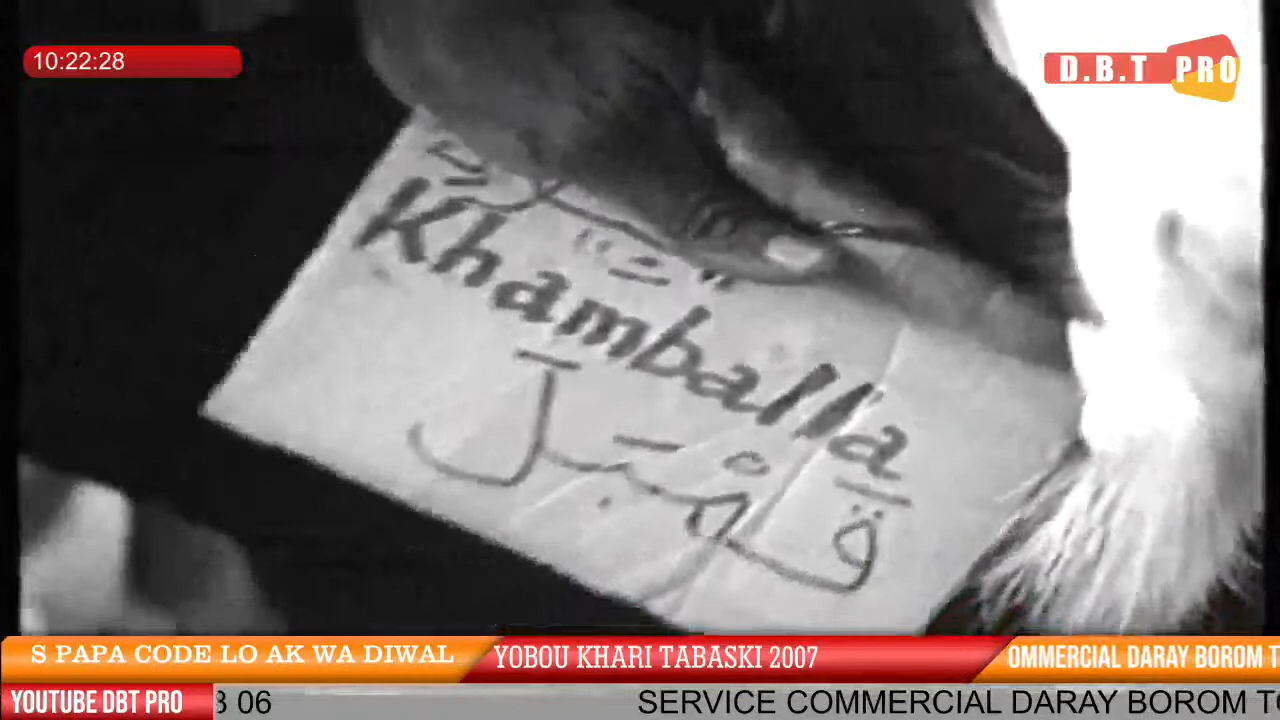 10:22:28
D.B.T PRO
Khamballa
قَمْبَلَ
S PAPA CODE LO AK WA DIWAL
YOBOU KHARI TABASKI 2007
OMMERCIAL DARAY BOROM T
YOUTUBE DBT PRO
3 06
SERVICE COMMERCIAL DARAY BOROM TO